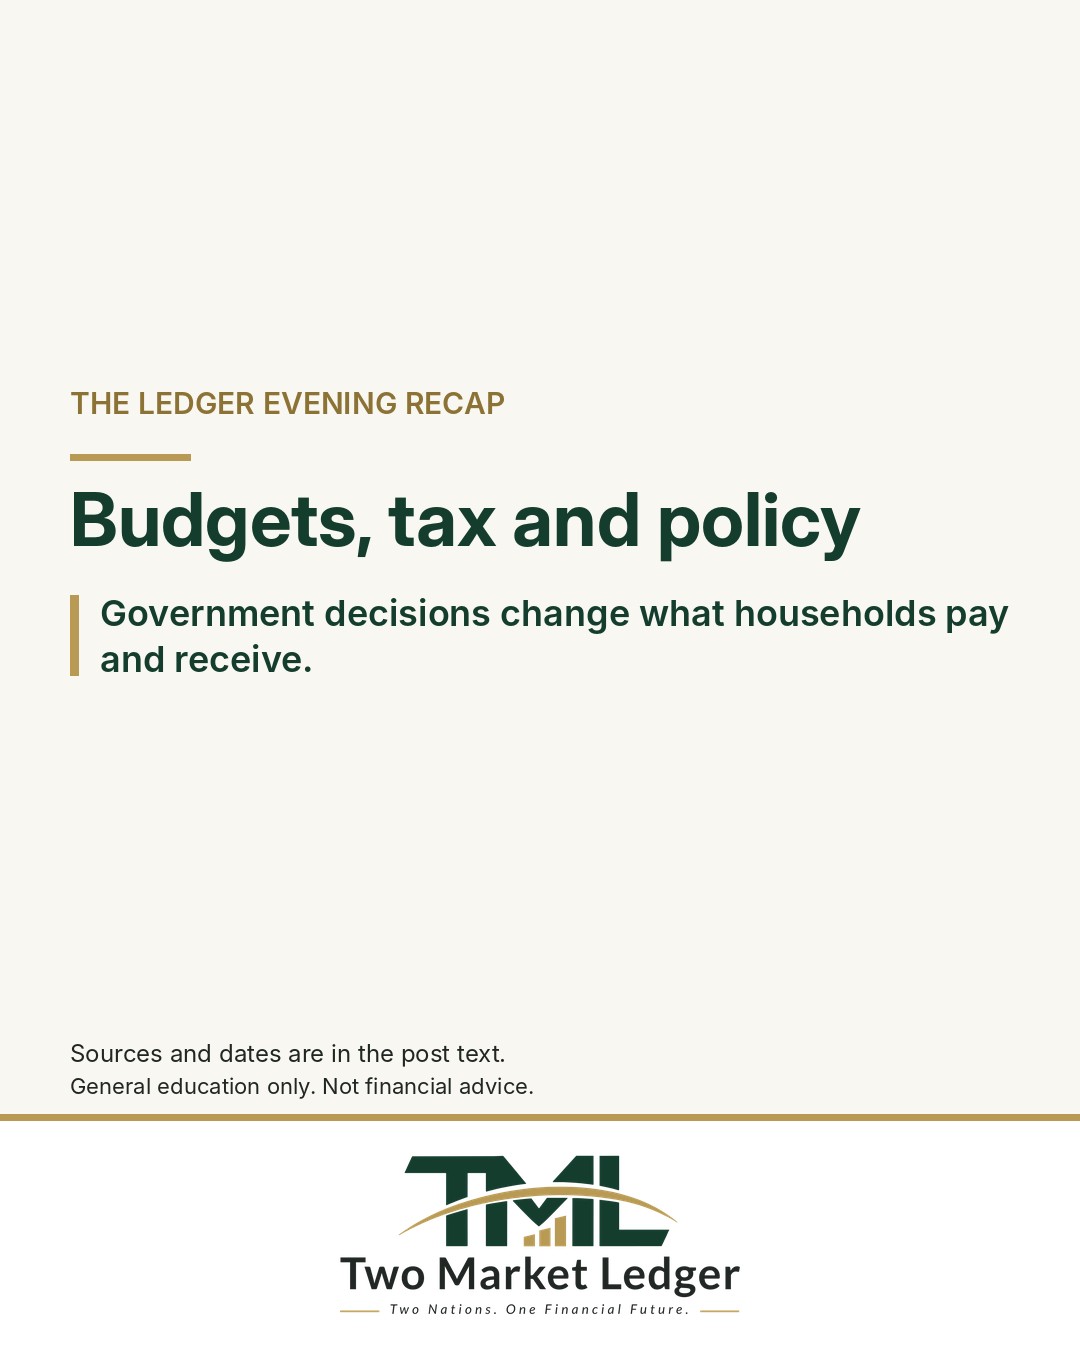 THE LEDGER EVENING RECAP
Budgets, tax and policy
Government decisions change what households pay
and receive.
Sources and dates are in the post text.
General education only. Not financial advice.
TML
Two Market Ledger
Two Nations. One Financial Future.